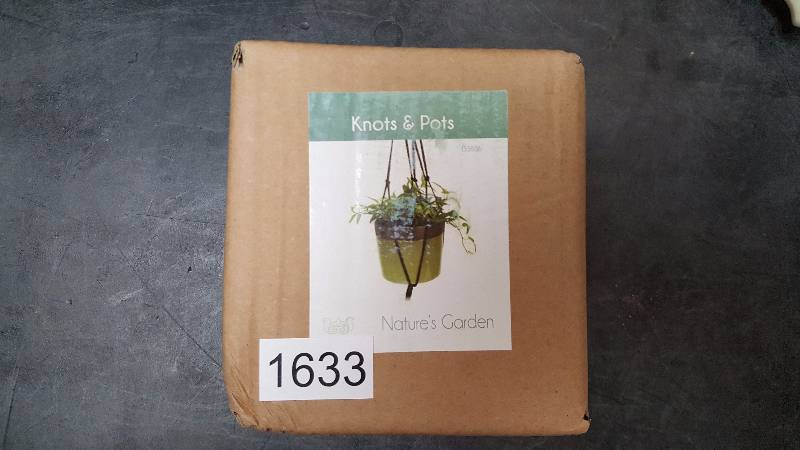 Knots & Pots
Nature's Garden
1633